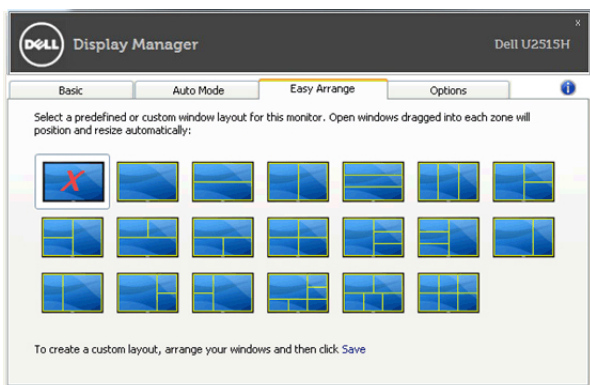 x
DELL Display Manager Dell U2515H
Basic Auto Mode Easy Arrange Options i
Select a predefined or custom window layout for this monitor. Open windows dragged into each zone will
position and resize automatically:
X
To create a custom layout, arrange your windows and then click Save